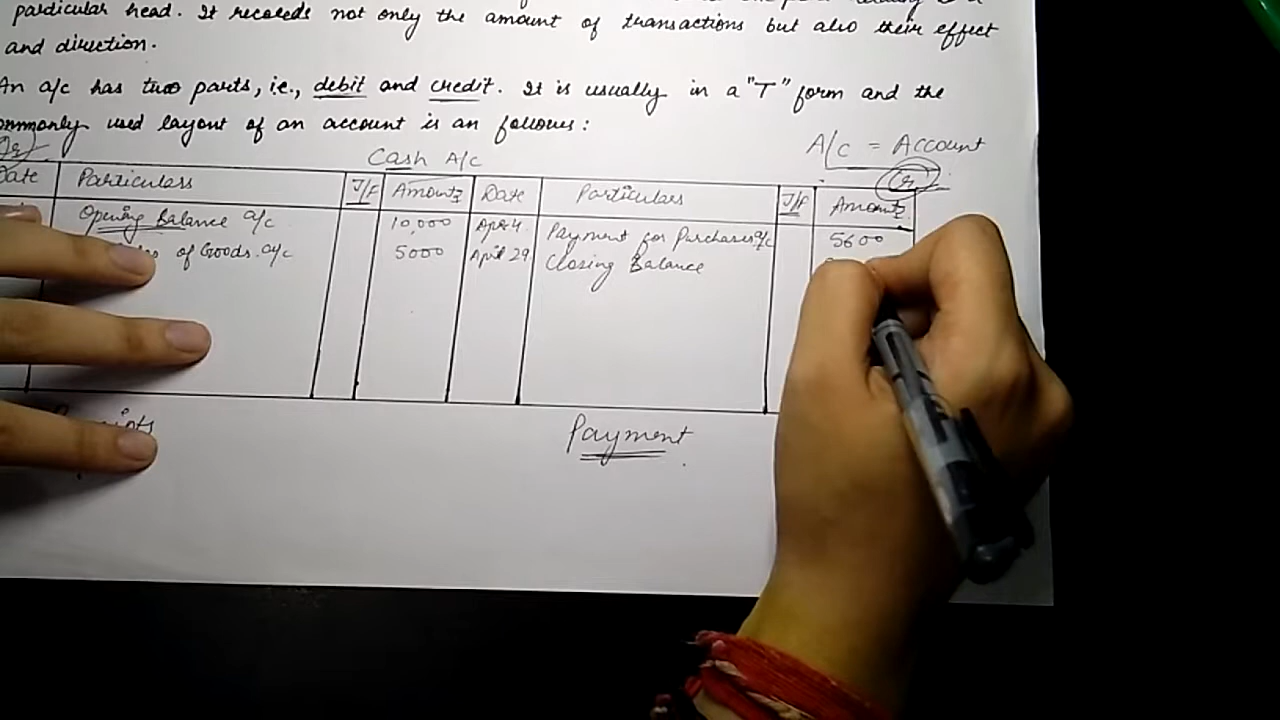 particular head. It records not only the amount of transactions but also their effect
and direction.
An a/c has two parts, i.e., debit and credit. It is usually in a "T" form and the
commonly used layout of an account is an follows:
A/c = Account
Dr
Cash A/c
Cr
Date Particulars J/F Amount₹ Date Particulars J/F Amount₹
Opening Balance a/c 10,000 Apr 4 Payment for Purchases a/c 5600
of Goods a/c 5000 April 29 Closing Balance
Payment